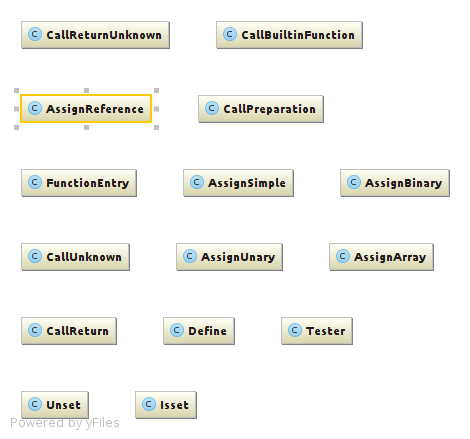 C CallReturnUnknown C CallBuiltinFunction
C AssignReference C CallPreparation
C FunctionEntry C AssignSimple C AssignBinary
C CallUnknown C AssignUnary C AssignArray
C CallReturn C Define C Tester
C Unset C Isset
Powered by yFiles